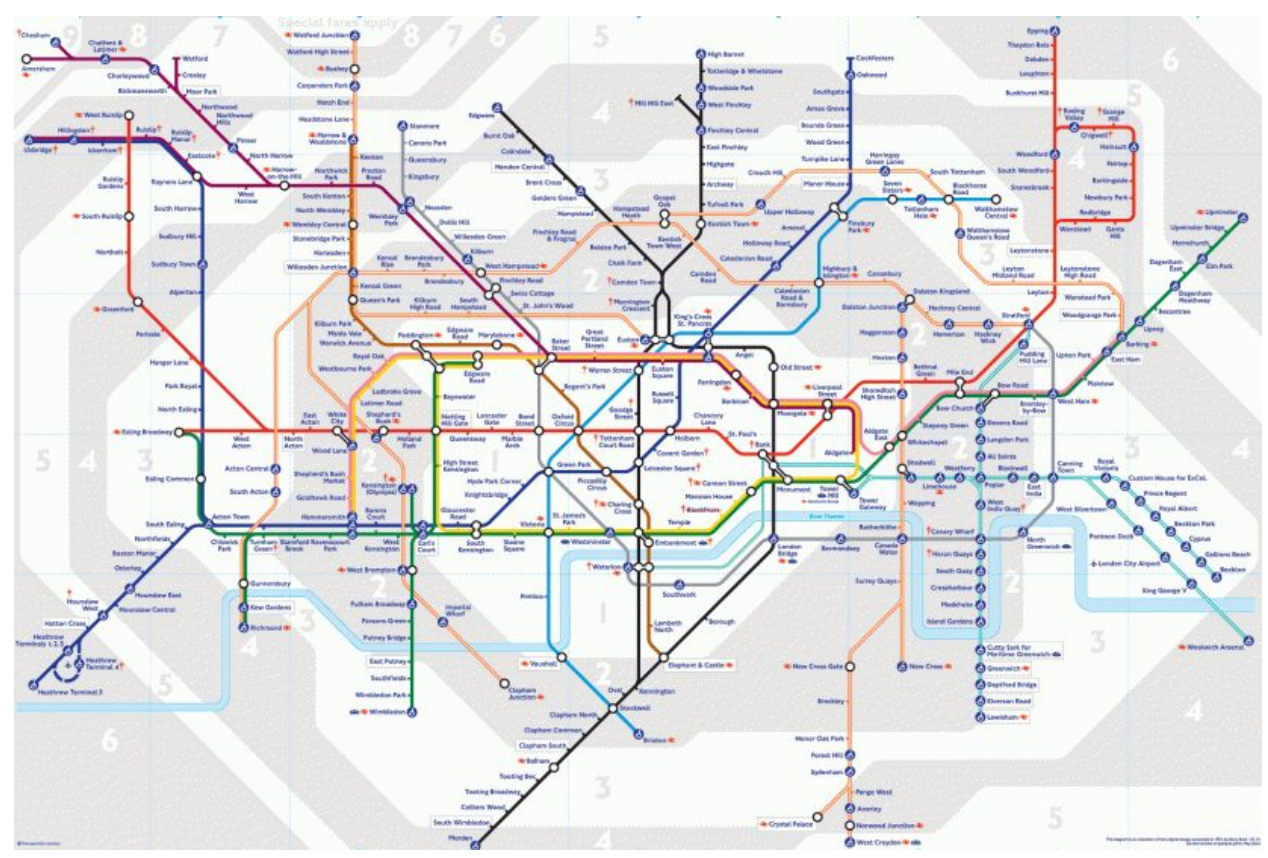 Special fares apply
9
8
7
8
7
6
5
6
Chesham
Chalfont &
Latimer
Amersham
Chorleywood
Rickmansworth
Watford
Croxley
Moor Park
Northwood
Northwood
Hills
Pinner
North Harrow
Harrow-
on-the-Hill
Northwick
Park
Preston
Road
West
Harrow
Wembley
Park
Uxbridge
Hillingdon
Ickenham
Ruislip
Ruislip
Manor
Eastcote
Rayners Lane
South Harrow
Sudbury Hill
Sudbury Town
Alperton
Park Royal
North Ealing
West Ruislip
Ruislip
Gardens
South Ruislip
Northolt
Greenford
Perivale
Hanger Lane
Ealing Broadway
West
Acton
North
Acton
East
Acton
White
City
Shepherd's
Bush
Holland
Park
Notting
Hill Gate
Queensway
Lancaster
Gate
Marble
Arch
Bond
Street
Oxford
Circus
Tottenham
Court Road
Holborn
Chancery
Lane
St. Paul's
Watford Junction
Watford High Street
Bushey
Carpenders Park
Hatch End
Headstone Lane
Harrow &
Wealdstone
Kenton
South Kenton
North Wembley
Wembley Central
Stonebridge Park
Harlesden
Willesden Junction
Kensal Green
Queen's Park
Kilburn Park
Maida Vale
Warwick Avenue
Paddington
Edgware
Road
Marylebone
Baker
Street
Great
Portland
Street
Kensal
Rise
Brondesbury
Park
Brondesbury
Kilburn
High Road
South
Hampstead
Stanmore
Canons Park
Queensbury
Kingsbury
Neasden
Dollis Hill
Willesden Green
Kilburn
West Hampstead
Finchley Road
Swiss Cottage
St. John's Wood
Edgware
Burnt Oak
Colindale
Hendon Central
Brent Cross
Golders Green
Hampstead
Belsize Park
Chalk Farm
Camden Town
Mornington
Crescent
Finchley Road
& Frognal
Hampstead
Heath
Gospel
Oak
Kentish
Town West
Camden
Road
High Barnet
Totteridge & Whetstone
Woodside Park
West Finchley
Mill Hill East
Finchley Central
East Finchley
Highgate
Archway
Tufnell Park
Kentish Town
Cockfosters
Oakwood
Southgate
Arnos Grove
Bounds Green
Wood Green
Turnpike Lane
Manor House
Finsbury
Park
Arsenal
Holloway Road
Caledonian Road
King's Cross
St. Pancras
Crouch Hill
Upper Holloway
Harringay
Green Lanes
South Tottenham
Blackhorse
Road
Seven
Sisters
Tottenham
Hale
Walthamstow
Central
Walthamstow
Queen's Road
Leyton
Midland Road
Leytonstone
High Road
Wanstead Park
Woodgrange Park
Highbury &
Islington
Canonbury
Caledonian
Road &
Barnsbury
Dalston Kingsland
Dalston Junction
Hackney Central
Homerton
Hackney
Wick
Stratford
Haggerston
Hoxton
Shoreditch
High Street
Epping
Theydon Bois
Debden
Loughton
Buckhurst Hill
Roding
Valley
Chigwell
Grange
Hill
Hainault
Fairlop
Barkingside
Newbury Park
Gants
Hill
Redbridge
Wanstead
Woodford
South Woodford
Snaresbrook
Leytonstone
Leyton
Upminster
Upminster Bridge
Hornchurch
Elm Park
Dagenham
East
Dagenham
Heathway
Becontree
Upney
Barking
East Ham
Upton Park
Plaistow
West Ham
Bromley-
by-Bow
Bow Road
Mile End
Bethnal
Green
Stepney Green
Whitechapel
Aldgate
East
Aldgate
Liverpool
Street
Moorgate
Old Street
Angel
Euston
Euston
Square
Warren Street
Regent's Park
Goodge
Street
Russell
Square
Farringdon
Barbican
Royal Oak
Westbourne Park
Ladbroke Grove
Latimer Road
Wood Lane
Shepherd's Bush
Market
Goldhawk Road
Hammersmith
Edgware
Road
Bayswater
High Street
Kensington
Kensington
(Olympia)
Acton Central
South Acton
Ealing Common
Acton Town
South Ealing
Northfields
Boston Manor
Osterley
Hounslow East
Hounslow Central
Hounslow
West
Hatton Cross
Heathrow
Terminals 1, 2, 3
Heathrow
Terminal 4
Heathrow Terminal 5
Chiswick
Park
Turnham
Green
Stamford
Brook
Ravenscourt
Park
Barons
Court
West
Kensington
Earl's
Court
Gloucester
Road
South
Kensington
Sloane
Square
Victoria
St. James's
Park
Westminster
Embankment
Temple
Blackfriars
Mansion House
Cannon Street
Monument
Bank
Tower
Hill
Tower
Gateway
Knightsbridge
Hyde Park Corner
Green Park
Piccadilly
Circus
Leicester Square
Covent Garden
Charing
Cross
Waterloo
Southwark
London
Bridge
Bermondsey
Canada
Water
Canary Wharf
North
Greenwich
River Thames
Gunnersbury
Kew Gardens
Richmond
West Brompton
Fulham Broadway
Parsons Green
Putney Bridge
East Putney
Southfields
Wimbledon Park
Wimbledon
Imperial
Wharf
Clapham
Junction
Pimlico
Vauxhall
Stockwell
Brixton
Lambeth
North
Elephant & Castle
Borough
Kennington
Oval
Clapham North
Clapham Common
Clapham South
Balham
Tooting Bec
Tooting Broadway
Colliers Wood
South Wimbledon
Morden
Shadwell
Wapping
Rotherhithe
Surrey Quays
New Cross Gate
New Cross
Brockley
Honor Oak Park
Forest Hill
Sydenham
Penge West
Anerley
Crystal Palace
Norwood Junction
West Croydon
Pudding
Mill Lane
Bow Church
Devons Road
Langdon Park
All Saints
Limehouse
Westferry
Poplar
Blackwall
East
India
Canning
Town
Royal
Victoria
Custom House for ExCeL
Prince Regent
Royal Albert
Beckton Park
Cyprus
Gallions Reach
Beckton
West Silvertown
Pontoon Dock
London City Airport
King George V
Woolwich Arsenal
West
India Quay
Heron Quays
South Quay
Crossharbour
Mudchute
Island Gardens
Cutty Sark for
Maritime Greenwich
Greenwich
Deptford Bridge
Elverson Road
Lewisham